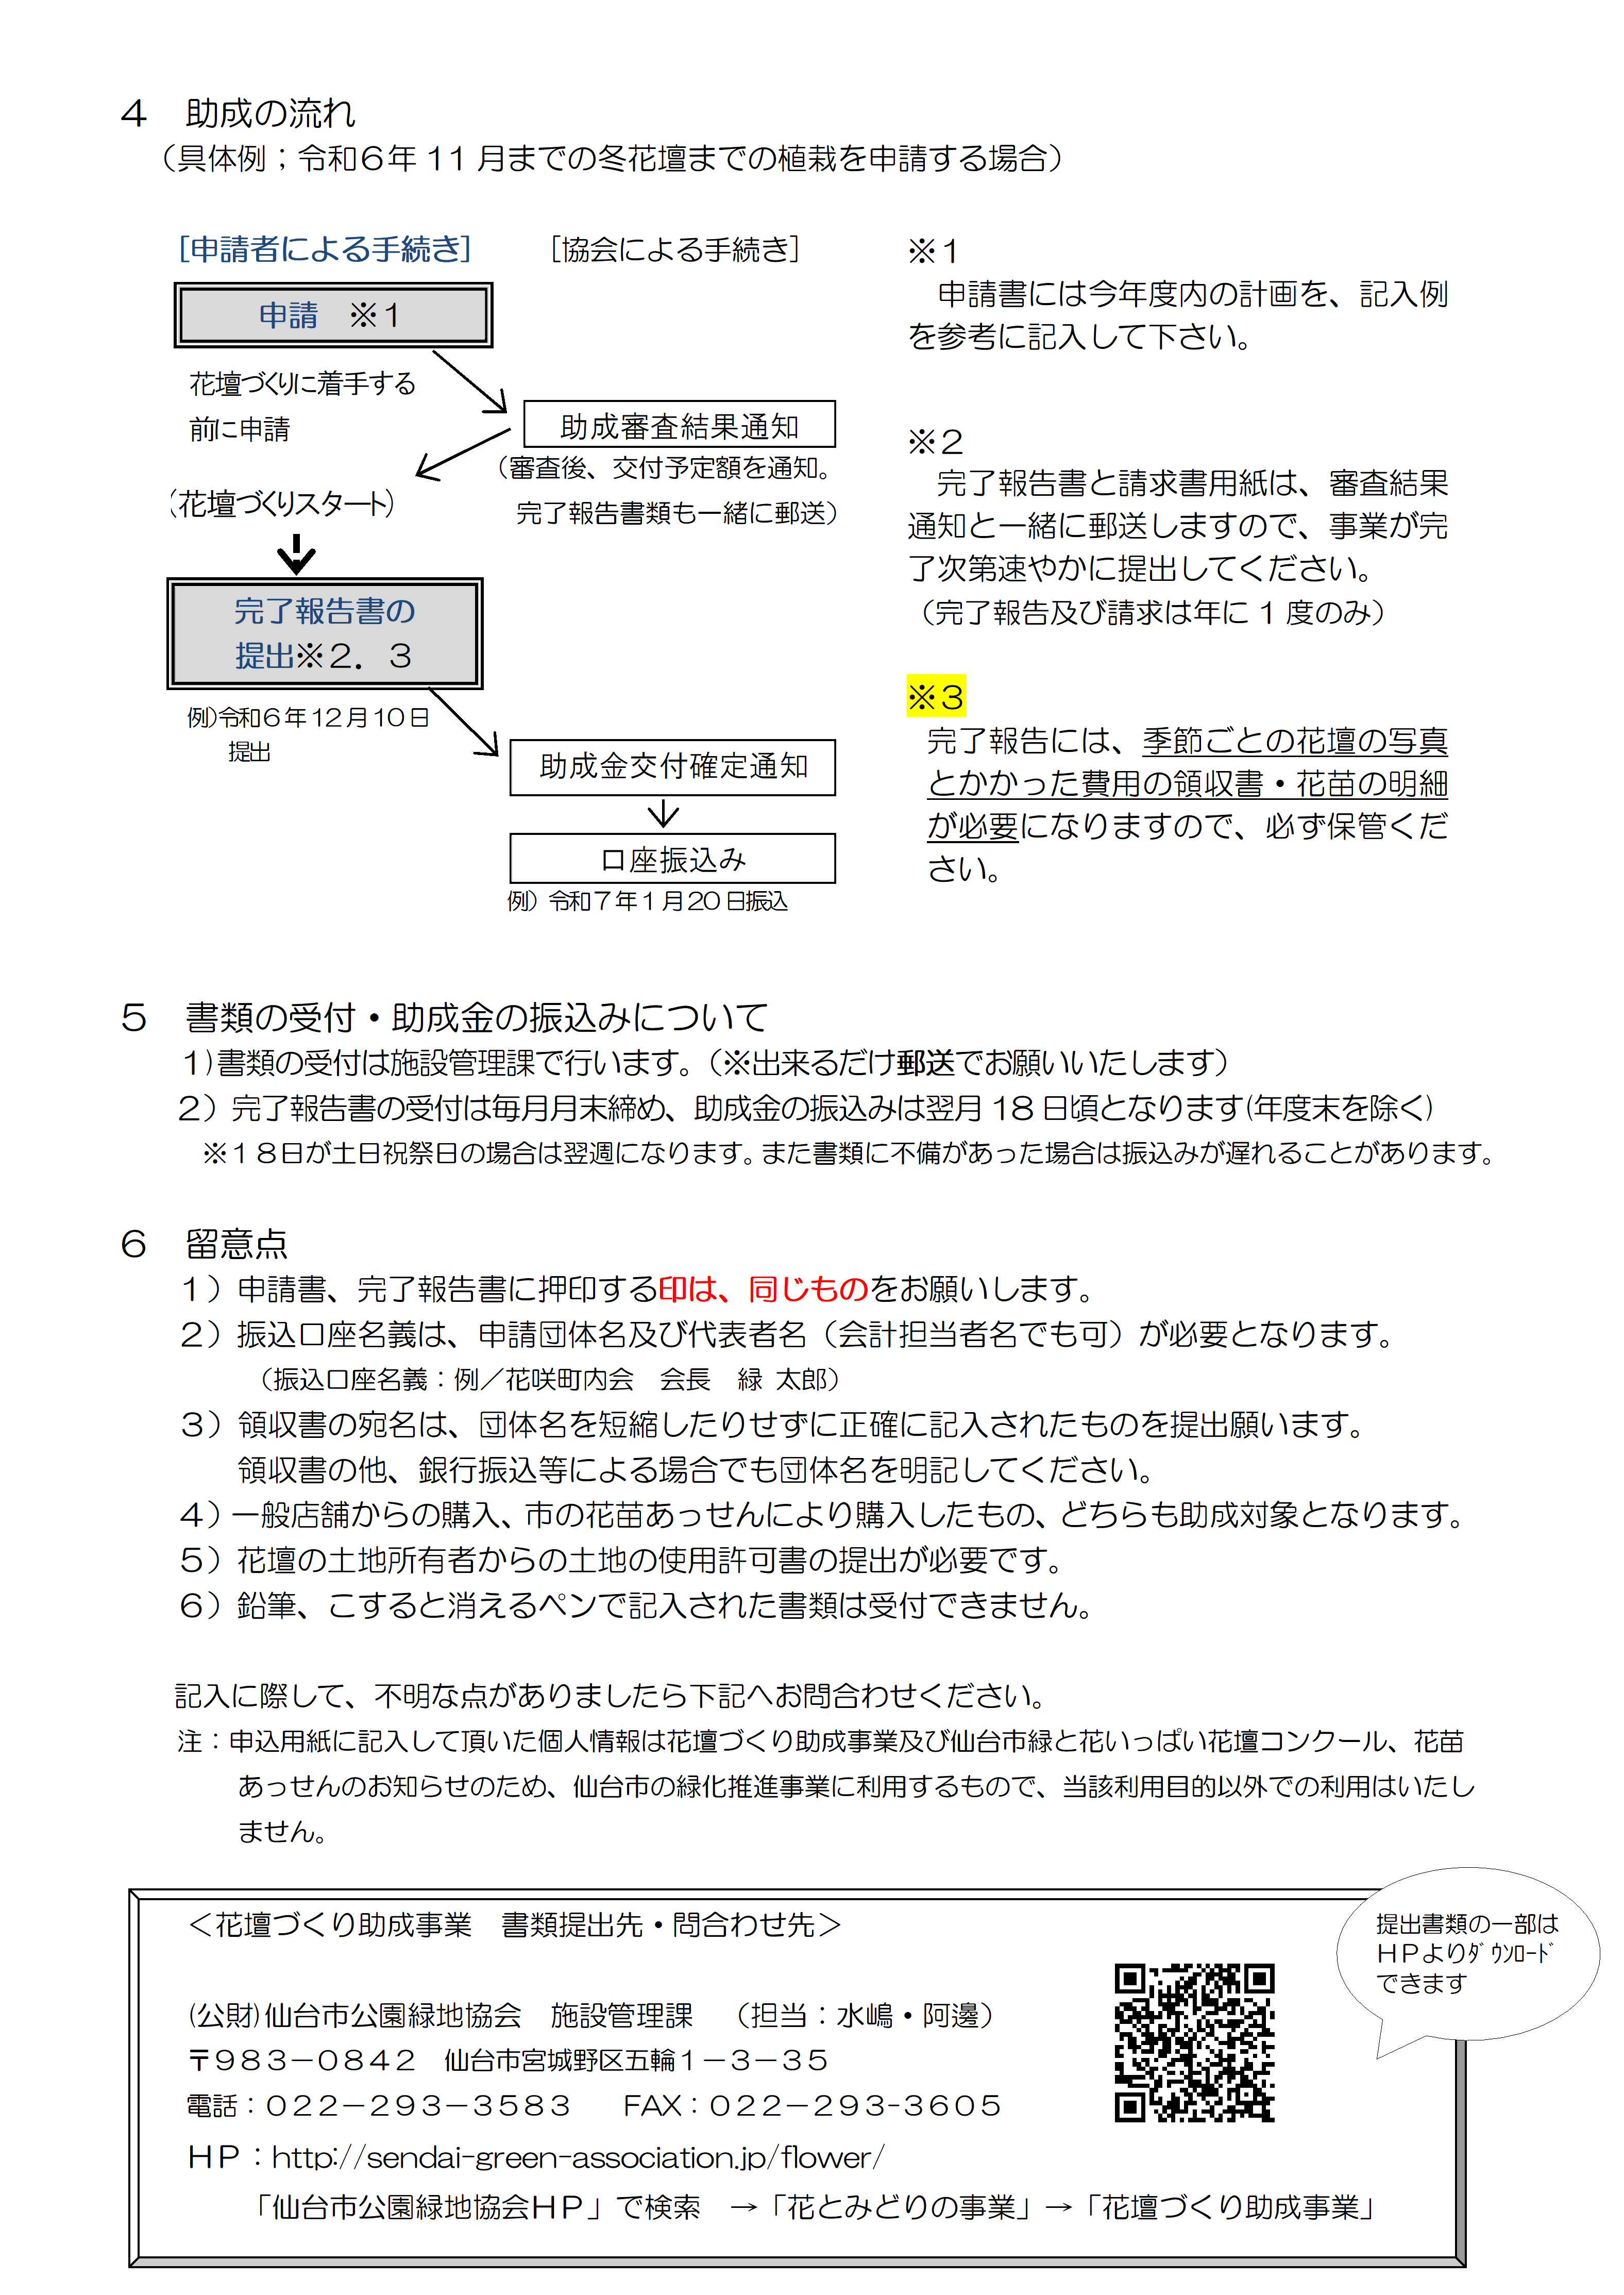 ４　助成の流れ
（具体例；令和６年 11 月までの冬花壇までの植栽を申請する場合）
［申請者による手続き］
［協会による手続き］
申請　※１
花壇づくりに着手する
前に申請
助成審査結果通知
（審査後、交付予定額を通知。
完了報告書類も一緒に郵送）
（花壇づくりスタート）
完了報告書の
提出※２．３
例)令和６年 12 月 10 日
提出
助成金交付確定通知
口座振込み
例）令和７年１月 20 日振込
※１
申請書には今年度内の計画を、記入例
を参考に記入して下さい。
※２
完了報告書と請求書用紙は、審査結果
通知と一緒に郵送しますので、事業が完
了次第速やかに提出してください。
（完了報告及び請求は年に 1 度のみ）
※３
完了報告には、季節ごとの花壇の写真
とかかった費用の領収書・花苗の明細
が必要になりますので、必ず保管くだ
さい。
５　書類の受付・助成金の振込みについて
１)書類の受付は施設管理課で行います。（※出来るだけ郵送でお願いいたします）
２）完了報告書の受付は毎月月末締め、助成金の振込みは翌月 18 日頃となります(年度末を除く)
※１８日が土日祝祭日の場合は翌週になります。また書類に不備があった場合は振込みが遅れることがあります。
６　留意点
１）申請書、完了報告書に押印する印は、同じものをお願いします。
２）振込口座名義は、申請団体名及び代表者名（会計担当者名でも可）が必要となります。
（振込口座名義：例／花咲町内会　会長　緑 太郎）
３）領収書の宛名は、団体名を短縮したりせずに正確に記入されたものを提出願います。
領収書の他、銀行振込等による場合でも団体名を明記してください。
４）一般店舗からの購入、市の花苗あっせんにより購入したもの、どちらも助成対象となります。
５）花壇の土地所有者からの土地の使用許可書の提出が必要です。
６）鉛筆、こすると消えるペンで記入された書類は受付できません。
記入に際して、不明な点がありましたら下記へお問合わせください。
注：申込用紙に記入して頂いた個人情報は花壇づくり助成事業及び仙台市緑と花いっぱい花壇コンクール、花苗
あっせんのお知らせのため、仙台市の緑化推進事業に利用するもので、当該利用目的以外での利用はいたし
ません。
＜花壇づくり助成事業　書類提出先・問合わせ先＞
(公財)仙台市公園緑地協会　施設管理課　（担当：水嶋・阿邊）
〒９８３－０８４２　仙台市宮城野区五輪１－３－３５
電話：０２２－２９３－３５８３　　FAX：０２２－２９３-３６０５
ＨＰ：http://sendai-green-association.jp/flower/
「仙台市公園緑地協会ＨＰ」で検索　→「花とみどりの事業」→「花壇づくり助成事業」
提出書類の一部は
ＨＰよりﾀﾞｳﾝﾛｰﾄﾞ
できます